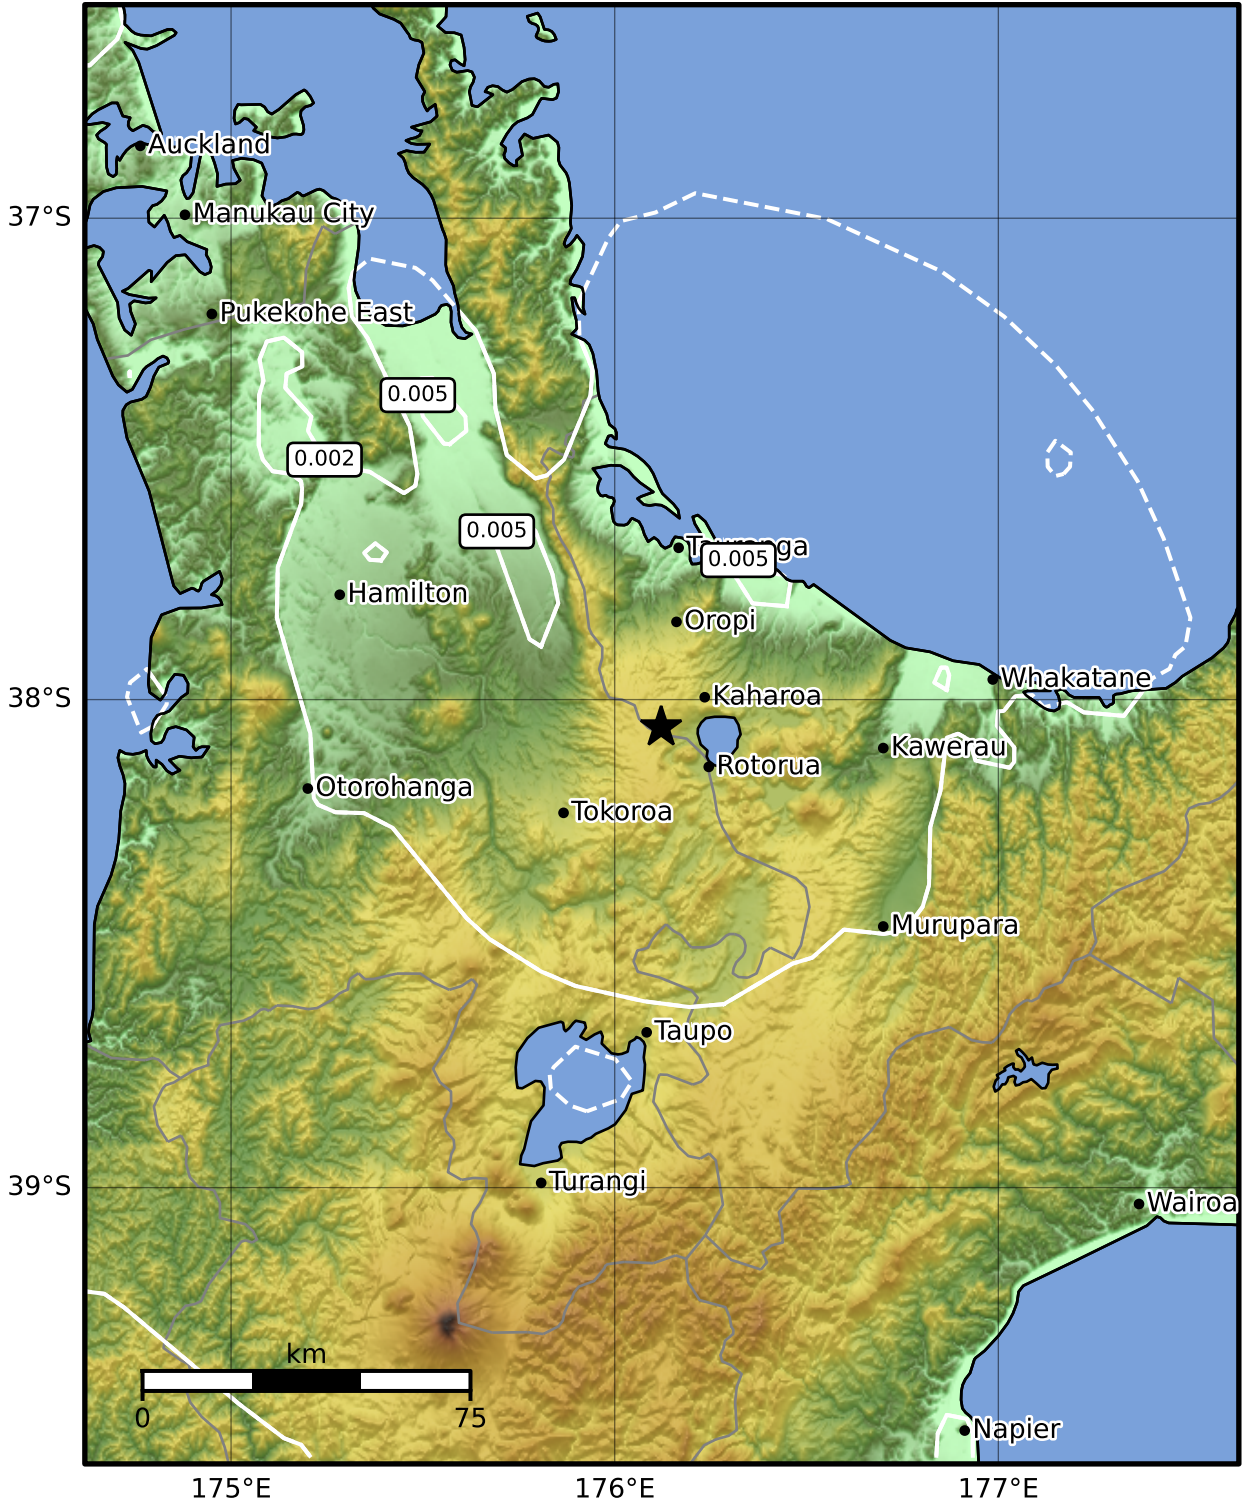 Auckland
37°S
Manukau City
Pukekohe East
0.005
0.002
0.005
0.005
Hamilton
Oropi
38°S
Whakatane
Kaharoa
Kawerau
Rotorua
Otorohanga
Tokoroa
Murupara
Taupo
39°S
Turangi
Wairoa
km
0
75
Napier
175°E
176°E
177°E